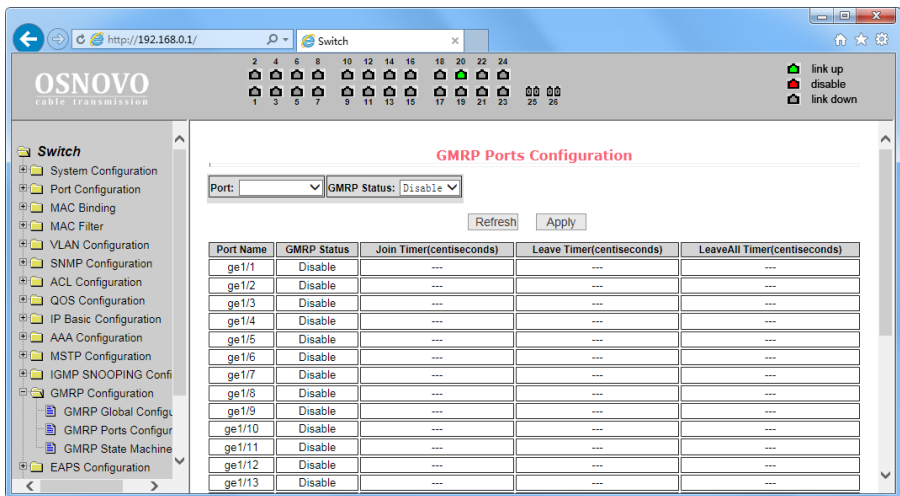 http://192.168.0.1/
Switch
OSNOVO
cable transmission
2 4 6 8 10 12 14 16 18 20 22 24
1 3 5 7 9 11 13 15 17 19 21 23 25 26
link up
disable
link down
Switch
System Configuration
Port Configuration
MAC Binding
MAC Filter
VLAN Configuration
SNMP Configuration
ACL Configuration
QOS Configuration
IP Basic Configuration
AAA Configuration
MSTP Configuration
IGMP SNOOPING Confi
GMRP Configuration
GMRP Global Configu
GMRP Ports Configur
GMRP State Machine
EAPS Configuration
GMRP Ports Configuration
Port: GMRP Status: Disable
Refresh Apply
Port Name GMRP Status Join Timer(centiseconds) Leave Timer(centiseconds) LeaveAll Timer(centiseconds)
ge1/1 Disable --- --- ---
ge1/2 Disable --- --- ---
ge1/3 Disable --- --- ---
ge1/4 Disable --- --- ---
ge1/5 Disable --- --- ---
ge1/6 Disable --- --- ---
ge1/7 Disable --- --- ---
ge1/8 Disable --- --- ---
ge1/9 Disable --- --- ---
ge1/10 Disable --- --- ---
ge1/11 Disable --- --- ---
ge1/12 Disable --- --- ---
ge1/13 Disable --- --- ---